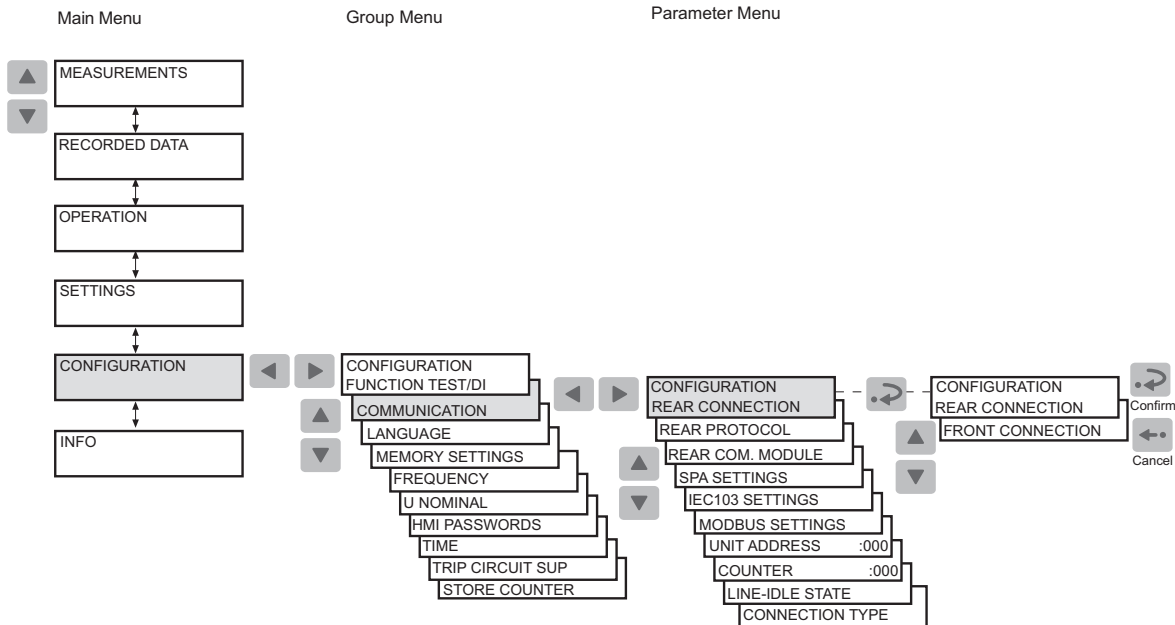 Main Menu
Group Menu
Parameter Menu
MEASUREMENTS
RECORDED DATA
OPERATION
SETTINGS
CONFIGURATION
INFO
CONFIGURATION
FUNCTION TEST/DI
COMMUNICATION
LANGUAGE
MEMORY SETTINGS
FREQUENCY
U NOMINAL
HMI PASSWORDS
TIME
TRIP CIRCUIT SUP
STORE COUNTER
CONFIGURATION
REAR CONNECTION
REAR PROTOCOL
REAR COM. MODULE
SPA SETTINGS
IEC103 SETTINGS
MODBUS SETTINGS
UNIT ADDRESS :000
COUNTER :000
LINE-IDLE STATE
CONNECTION TYPE
CONFIGURATION
REAR CONNECTION
FRONT CONNECTION
Confirm
Cancel